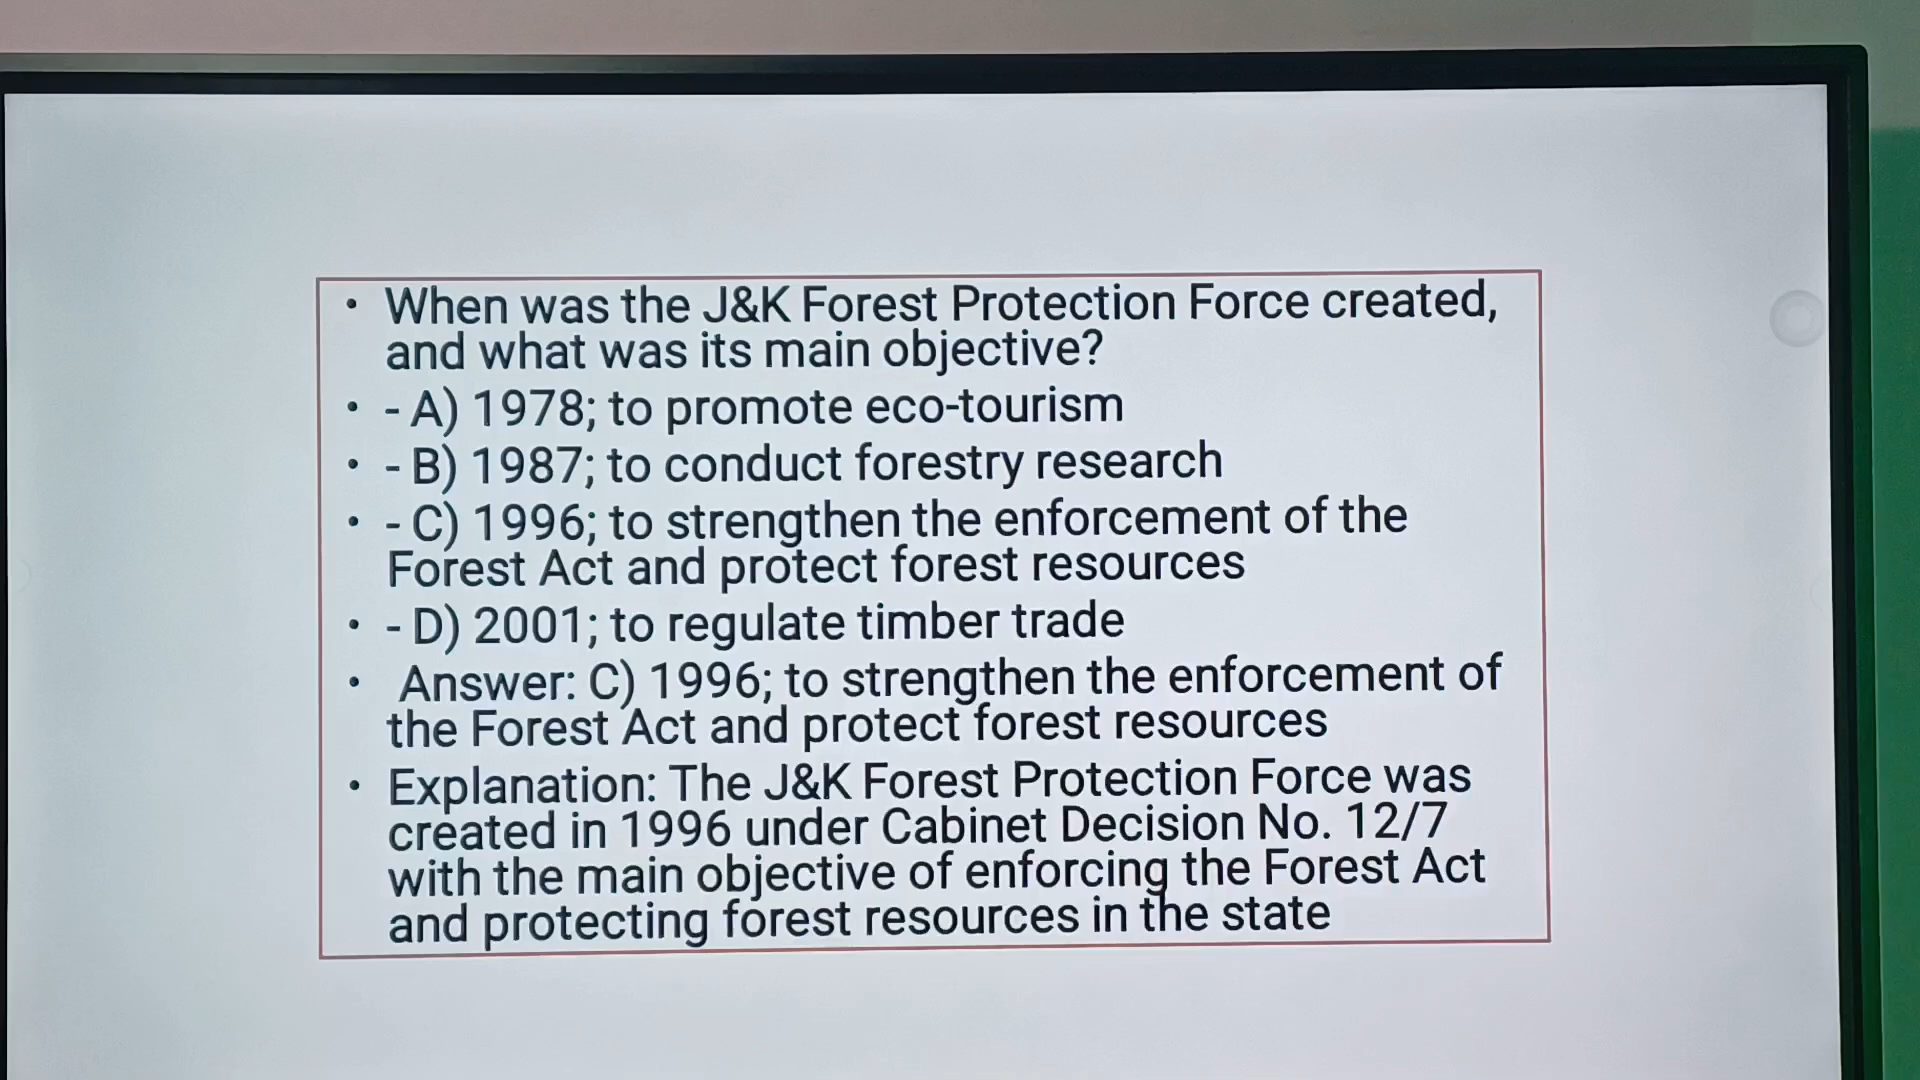 • When was the J&K Forest Protection Force created,
and what was its main objective?
• - A) 1978; to promote eco-tourism
• - B) 1987; to conduct forestry research
• - C) 1996; to strengthen the enforcement of the
Forest Act and protect forest resources
• - D) 2001; to regulate timber trade
• Answer: C) 1996; to strengthen the enforcement of
the Forest Act and protect forest resources
• Explanation: The J&K Forest Protection Force was
created in 1996 under Cabinet Decision No. 12/7
with the main objective of enforcing the Forest Act
and protecting forest resources in the state